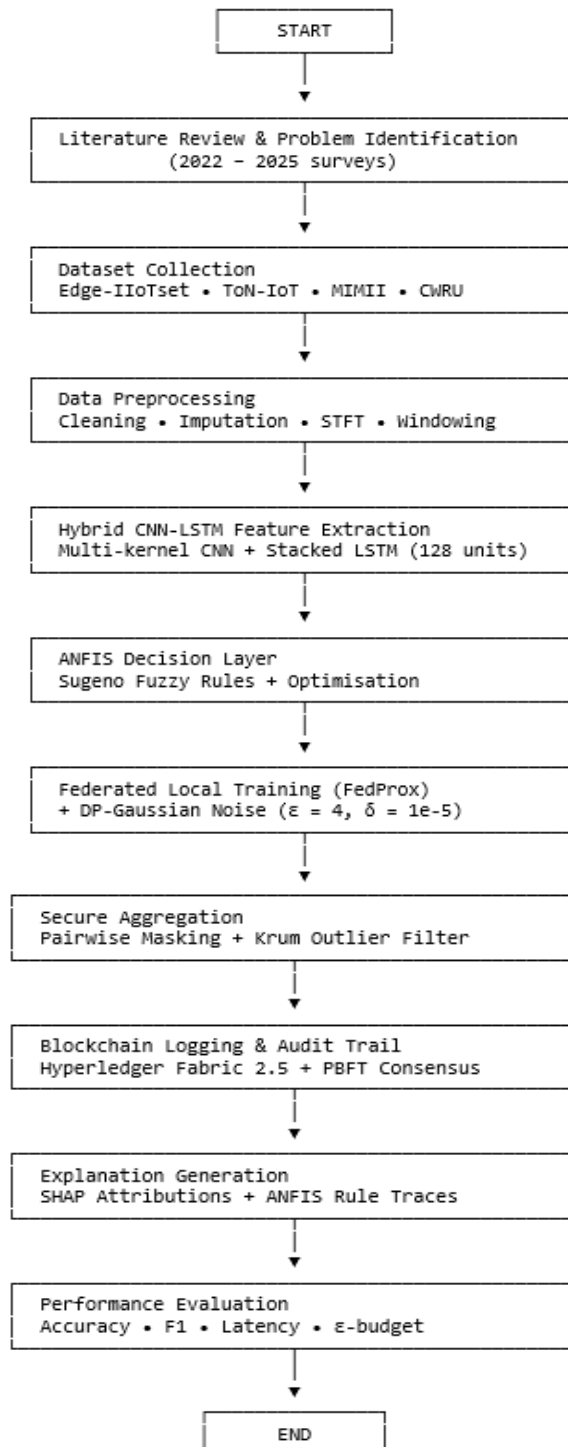 START
Literature Review & Problem Identification
(2022 – 2025 surveys)
Dataset Collection
Edge-IIoTset • ToN-IoT • MIMII • CWRU
Data Preprocessing
Cleaning • Imputation • STFT • Windowing
Hybrid CNN-LSTM Feature Extraction
Multi-kernel CNN + Stacked LSTM (128 units)
ANFIS Decision Layer
Sugeno Fuzzy Rules + Optimisation
Federated Local Training (FedProx)
+ DP-Gaussian Noise (ε = 4, δ = 1e-5)
Secure Aggregation
Pairwise Masking + Krum Outlier Filter
Blockchain Logging & Audit Trail
Hyperledger Fabric 2.5 + PBFT Consensus
Explanation Generation
SHAP Attributions + ANFIS Rule Traces
Performance Evaluation
Accuracy • F1 • Latency • ε-budget
END